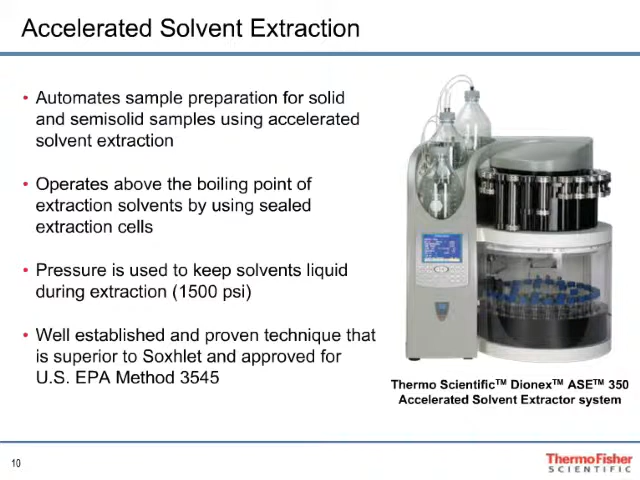 Accelerated Solvent Extraction
• Automates sample preparation for solid
and semisolid samples using accelerated
solvent extraction
• Operates above the boiling point of
extraction solvents by using sealed
extraction cells
• Pressure is used to keep solvents liquid
during extraction (1500 psi)
• Well established and proven technique that
is superior to Soxhlet and approved for
U.S. EPA Method 3545
Thermo Scientific™ Dionex™ ASE™ 350
Accelerated Solvent Extractor system
10
ThermoFisher
SCIENTIFIC